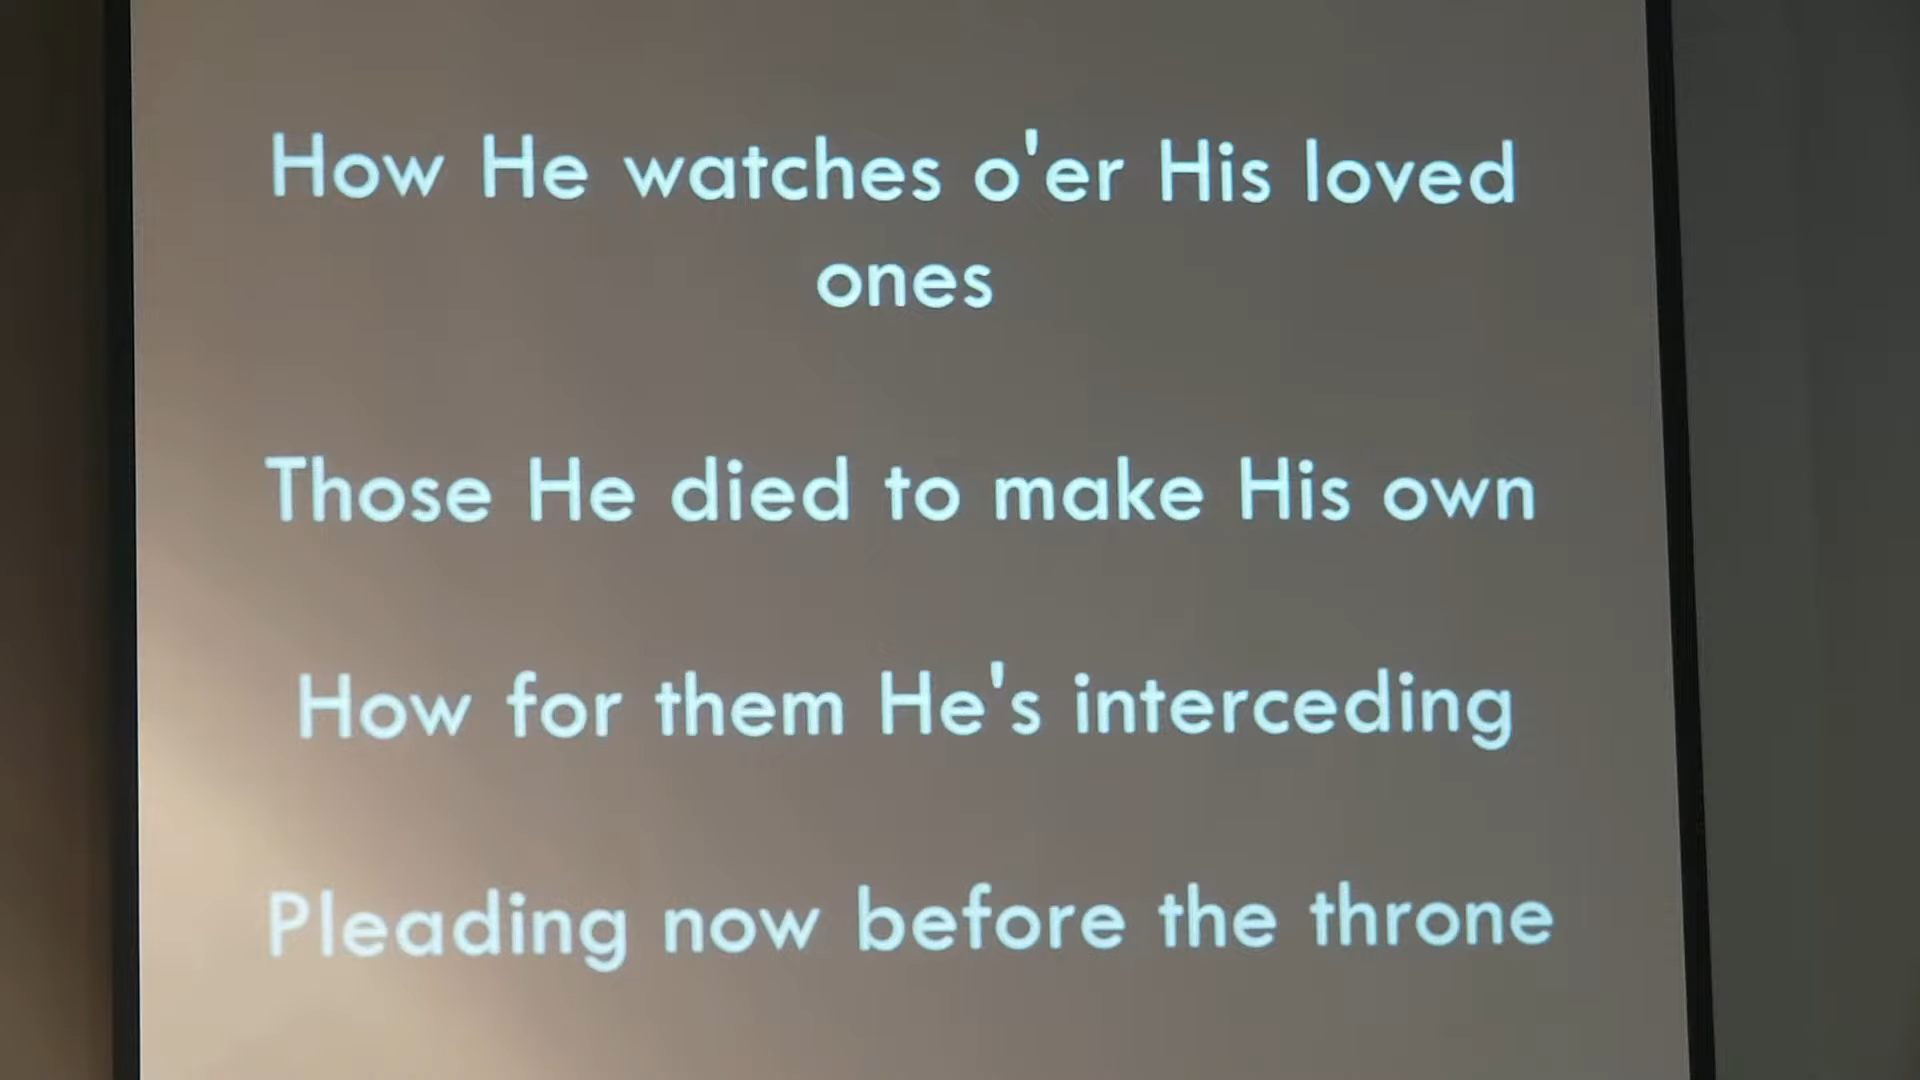 How He watches o'er His loved
ones
Those He died to make His own
How for them He's interceding
Pleading now before the throne